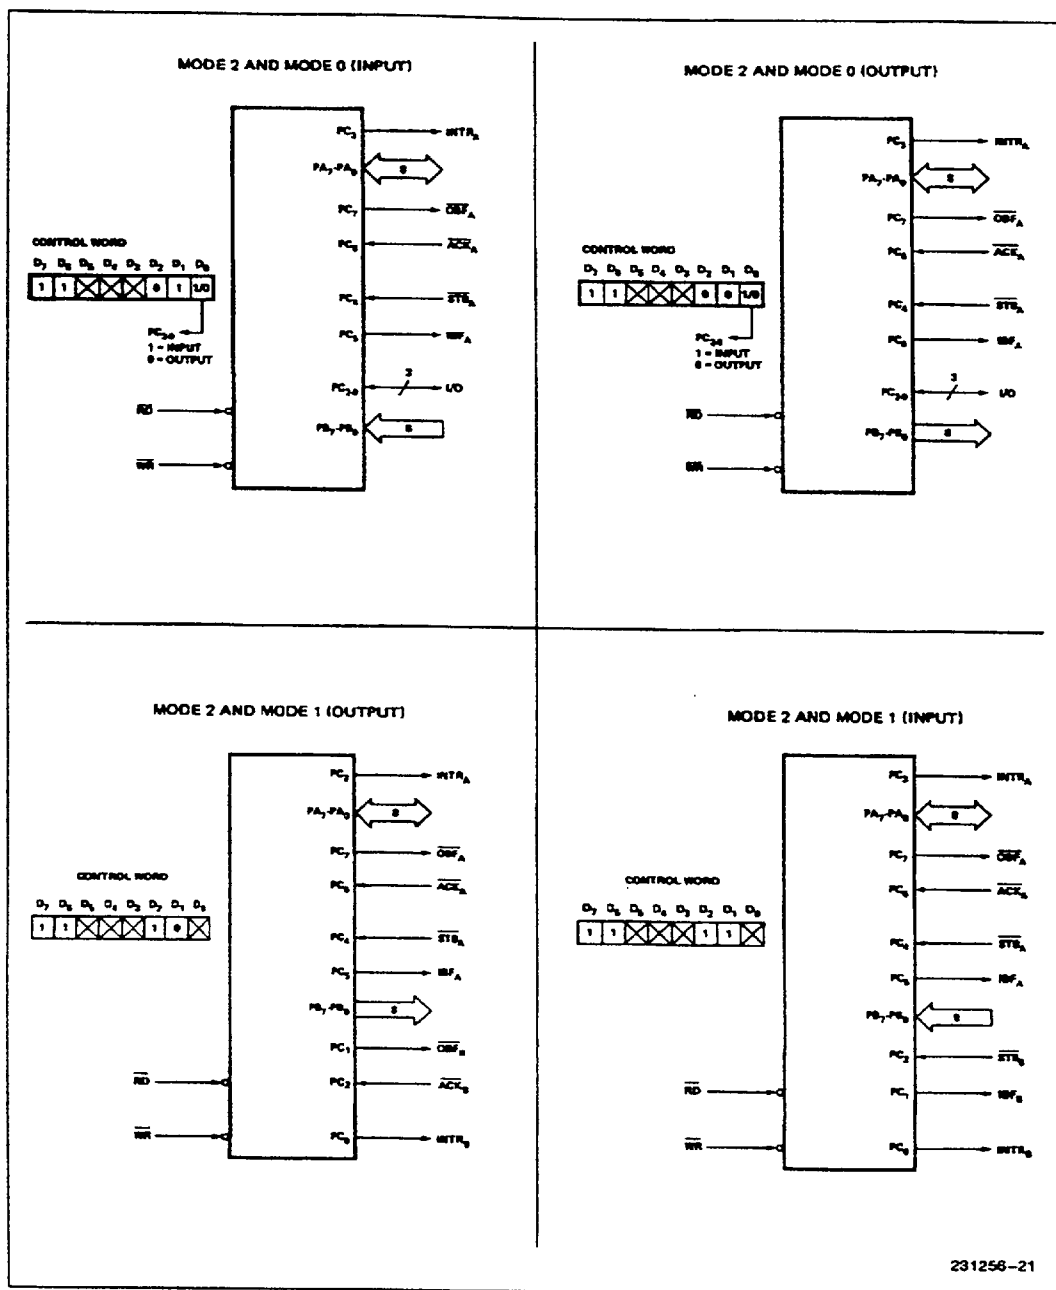 MODE 2 AND MODE 0 (INPUT)
PC3 INTRA
PA7-PA0 8
PC7 OBFA
PC6 ACKA
CONTROL WORD
D7 D6 D5 D4 D3 D2 D1 D0
1 1 X X X 0 1 1/0
PC4 STBA
PC2-0
1 = INPUT
0 = OUTPUT
PC5 IBFA
3
PC2-0 I/O
RD
PB7-PB0 8
WR
MODE 2 AND MODE 0 (OUTPUT)
PC3 INTRA
PA7-PA0 8
PC7 OBFA
PC6 ACKA
CONTROL WORD
D7 D6 D5 D4 D3 D2 D1 D0
1 1 X X X 0 0 1/0
PC4 STBA
PC2-0
1 = INPUT
0 = OUTPUT
PC5 IBFA
3
PC2-0 I/O
RD
PB7-PB0 8
WR
MODE 2 AND MODE 1 (OUTPUT)
PC3 INTRA
PA7-PA0 8
PC7 OBFA
CONTROL WORD
PC6 ACKA
D7 D6 D5 D4 D3 D2 D1 D0
1 1 X X X 1 0 X
PC4 STBA
PC5 IBFA
PB7-PB0 8
PC1 OBFB
RD
PC2 ACKB
WR
PC0 INTRB
MODE 2 AND MODE 1 (INPUT)
PC3 INTRA
PA7-PA0 8
PC7 OBFA
CONTROL WORD
PC6 ACKA
D7 D6 D5 D4 D3 D2 D1 D0
1 1 X X X 1 1 X
PC4 STBA
PC5 IBFA
PB7-PB0 8
PC2 STBB
RD
PC1 IBFB
WR
PC0 INTRB
231256-21